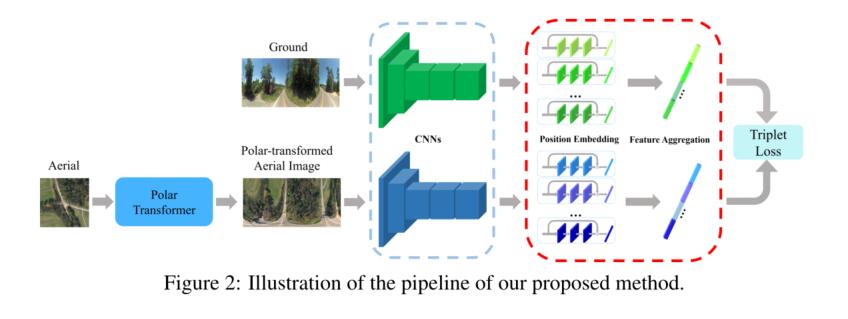 Ground
CNNs
...
...
Position Embedding
Feature Aggregation
Triplet
Loss
Aerial
Polar
Transformer
Polar-transformed
Aerial Image
...
...
Figure 2: Illustration of the pipeline of our proposed method.